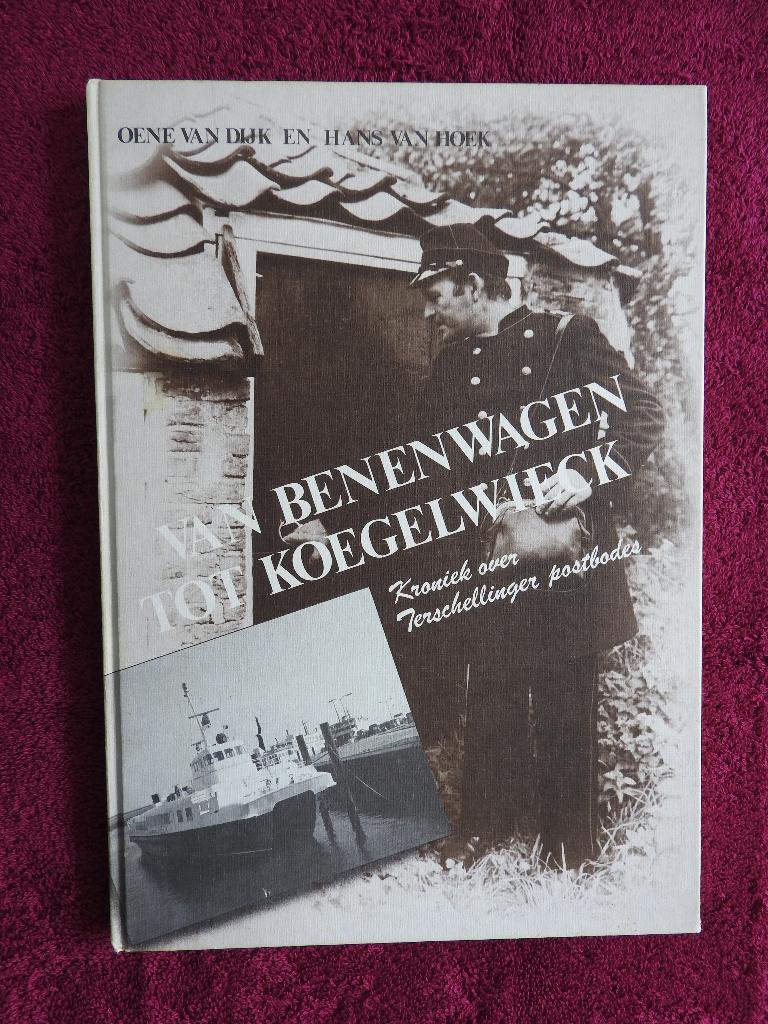 OENE VAN DIJK EN HANS VAN HOEK
VAN BENENWAGEN
TOT KOEGELWIECK
Kroniek over
Terschellinger postbodes